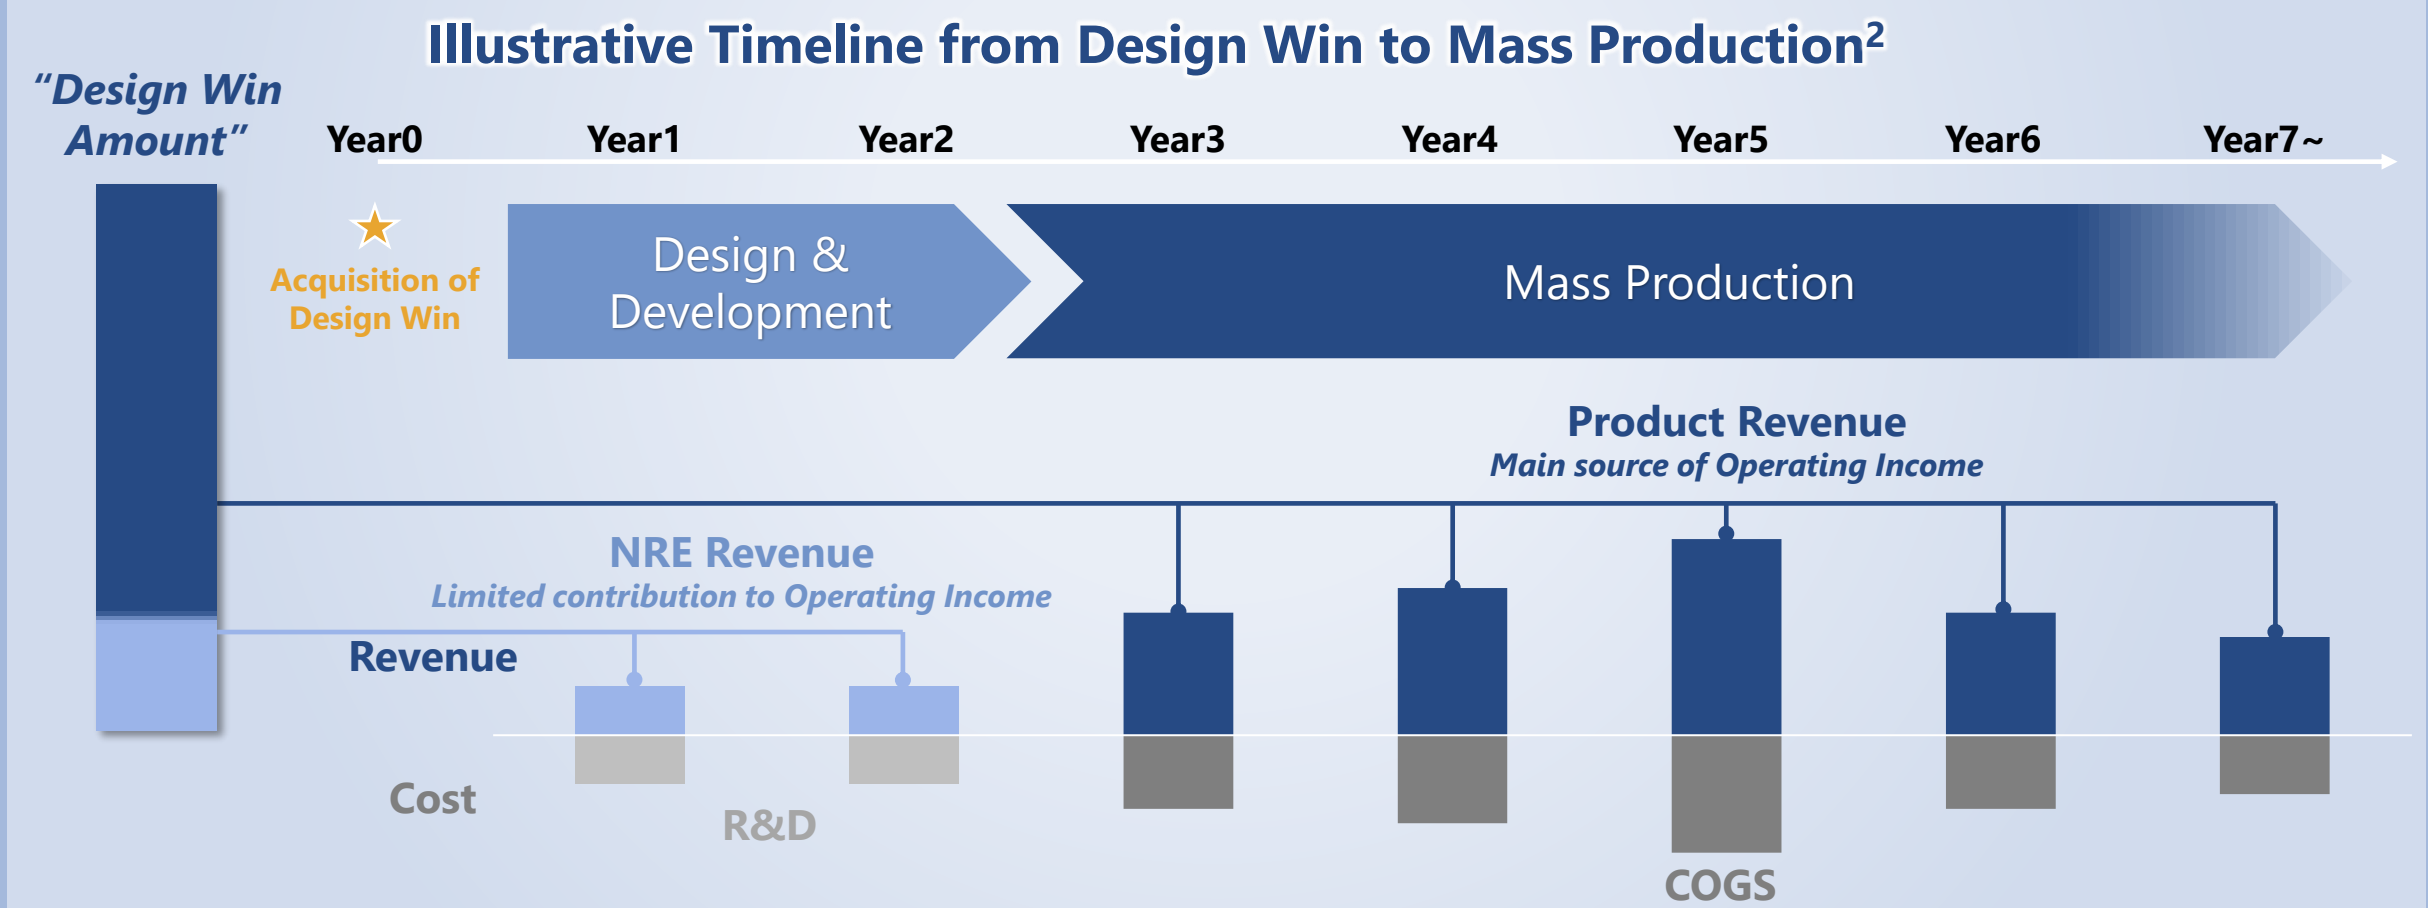 Illustrative Timeline from Design Win to Mass Production²
“Design Win
Amount”
Year0
Year1
Year2
Year3
Year4
Year5
Year6
Year7~
Acquisition of
Design Win
Design &
Development
Mass Production
Product Revenue
Main source of Operating Income
NRE Revenue
Limited contribution to Operating Income
Revenue
Cost
R&D
COGS